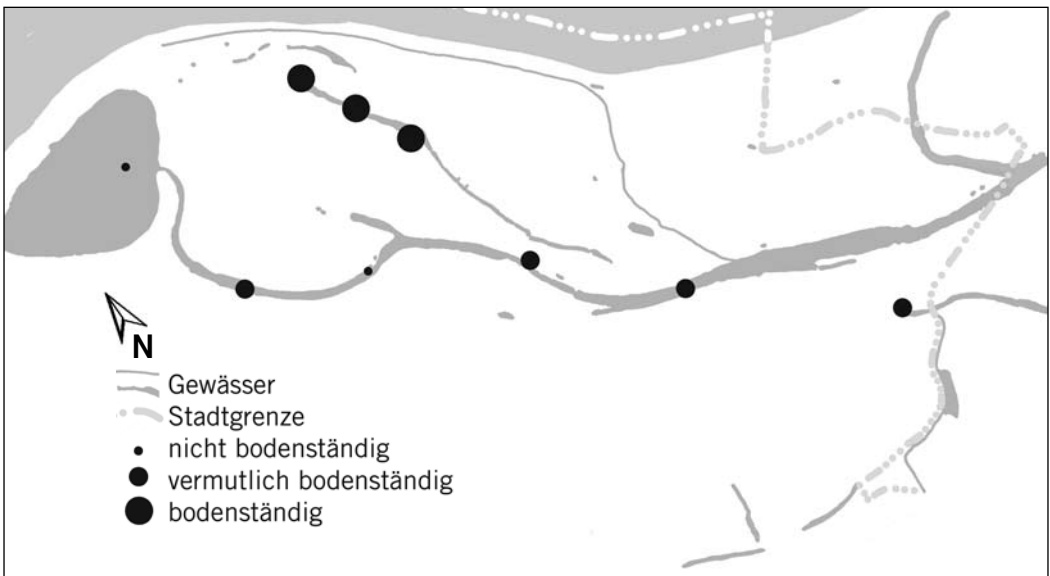 N
Gewässer
Stadtgrenze
nicht bodenständig
vermutlich bodenständig
bodenständig